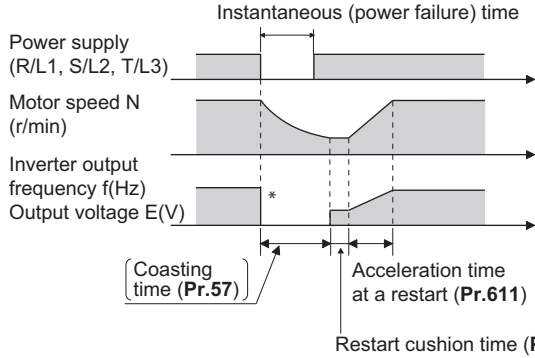 Instantaneous (power failure) time
Power supply
(R/L1, S/L2, T/L3)
Motor speed N
(r/min)
Inverter output
frequency f(Hz)
*
Output voltage E(V)
Coasting
time (Pr.57)
Acceleration time
at a restart (Pr.611)
Restart cushion time (